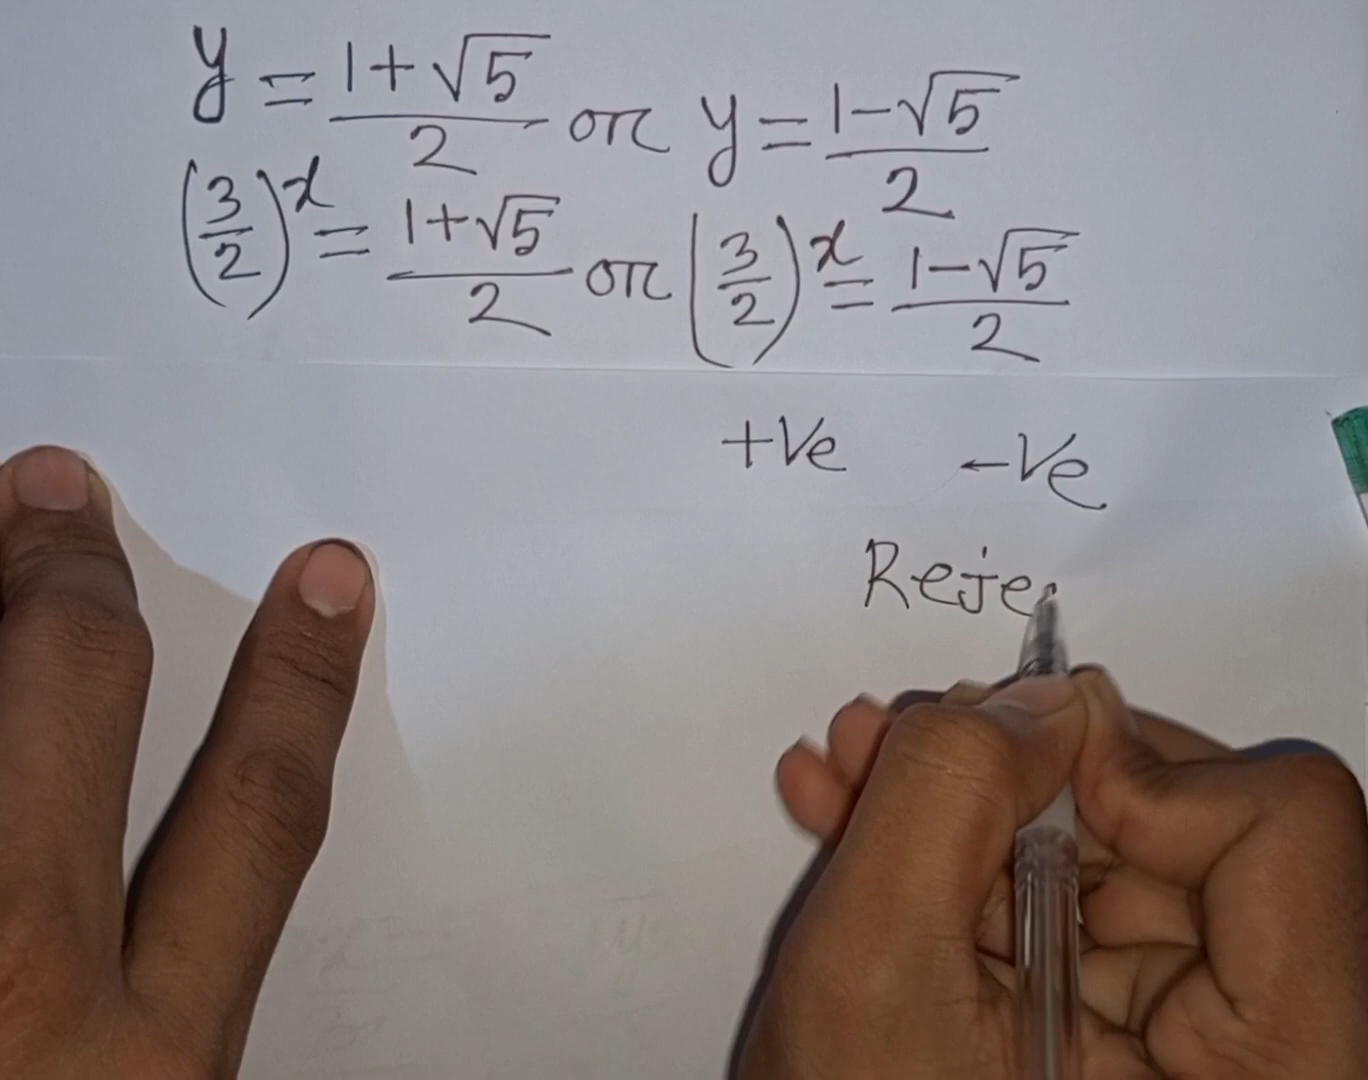 y = (1+√5)/2 or y = (1-√5)/2
(3/2)^x = (1+√5)/2 or (3/2)^x = (1-√5)/2
+Ve -Ve
Reje